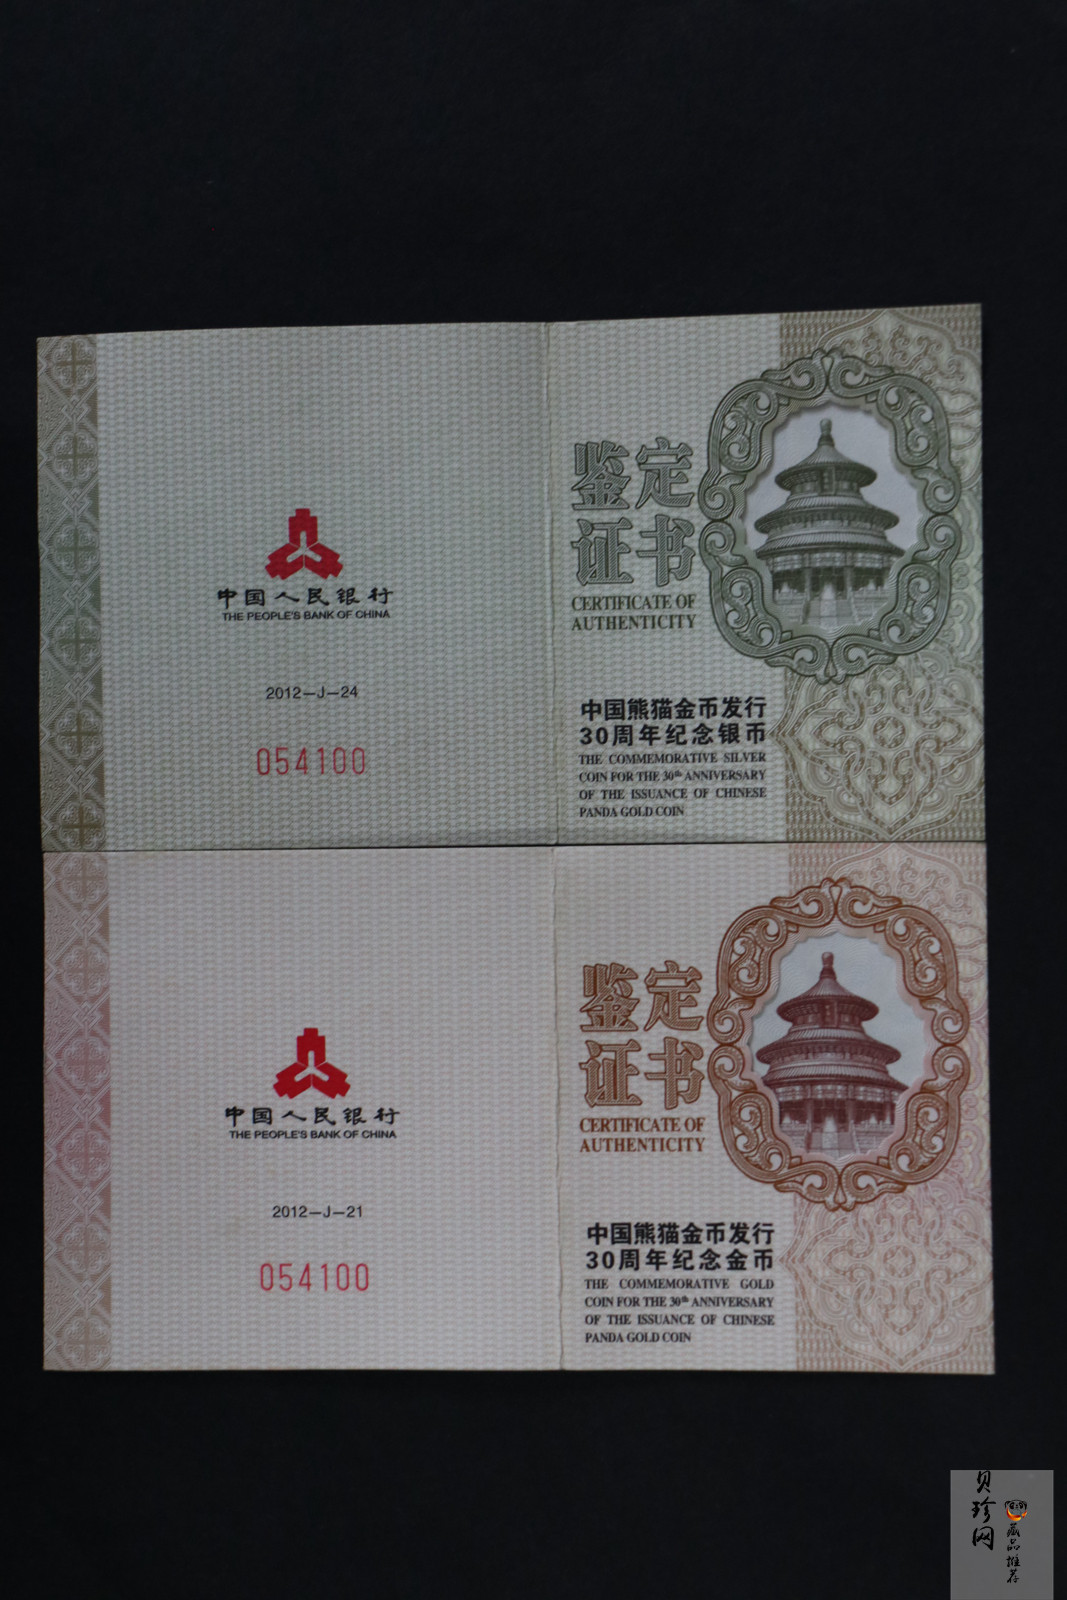 中国人民银行
THE PEOPLE'S BANK OF CHINA
2012—J—24
054100
鉴定
证书
CERTIFICATE OF
AUTHENTICITY
中国熊猫金币发行
30周年纪念银币
THE COMMEMORATIVE SILVER
COIN FOR THE 30th ANNIVERSARY
OF THE ISSUANCE OF CHINESE
PANDA GOLD COIN
中国人民银行
THE PEOPLE'S BANK OF CHINA
2012—J—21
054100
鉴定
证书
CERTIFICATE OF
AUTHENTICITY
中国熊猫金币发行
30周年纪念金币
THE COMMEMORATIVE GOLD
COIN FOR THE 30th ANNIVERSARY
OF THE ISSUANCE OF CHINESE
PANDA GOLD COIN
贝珍网
藏品推荐